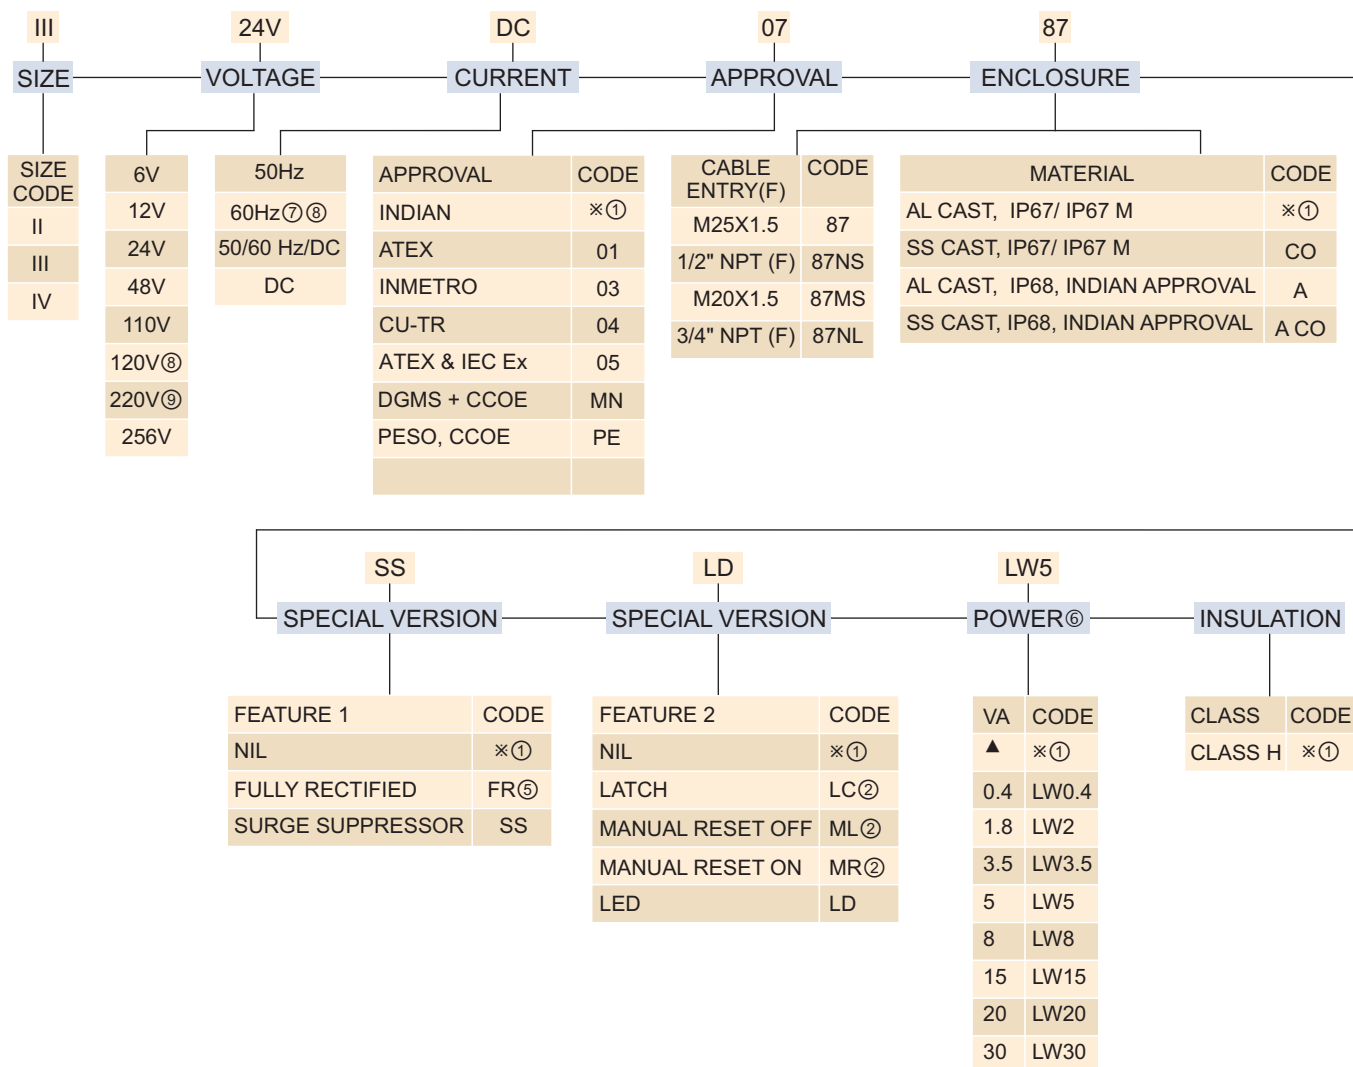 III 24V DC 07 87
SIZE VOLTAGE CURRENT APPROVAL ENCLOSURE
SIZE
CODE
II
III
IV
6V
12V
24V
48V
110V
120V⑧
220V⑨
256V
50Hz
60Hz⑦⑧
50/60 Hz/DC
DC
APPROVAL CODE
INDIAN ※①
ATEX 01
INMETRO 03
CU-TR 04
ATEX & IEC Ex 05
DGMS + CCOE MN
PESO, CCOE PE
CABLE CODE
ENTRY(F)
M25X1.5 87
1/2" NPT (F) 87NS
M20X1.5 87MS
3/4" NPT (F) 87NL
MATERIAL CODE
AL CAST, IP67/ IP67 M ※①
SS CAST, IP67/ IP67 M CO
AL CAST, IP68, INDIAN APPROVAL A
SS CAST, IP68, INDIAN APPROVAL A CO
SS LD LW5
SPECIAL VERSION SPECIAL VERSION POWER⑥ INSULATION
FEATURE 1 CODE
NIL ※①
FULLY RECTIFIED FR⑤
SURGE SUPPRESSOR SS
FEATURE 2 CODE
NIL ※①
LATCH LC②
MANUAL RESET OFF ML②
MANUAL RESET ON MR②
LED LD
VA CODE
▲ ※①
0.4 LW0.4
1.8 LW2
3.5 LW3.5
5 LW5
8 LW8
15 LW15
20 LW20
30 LW30
CLASS CODE
CLASS H ※①